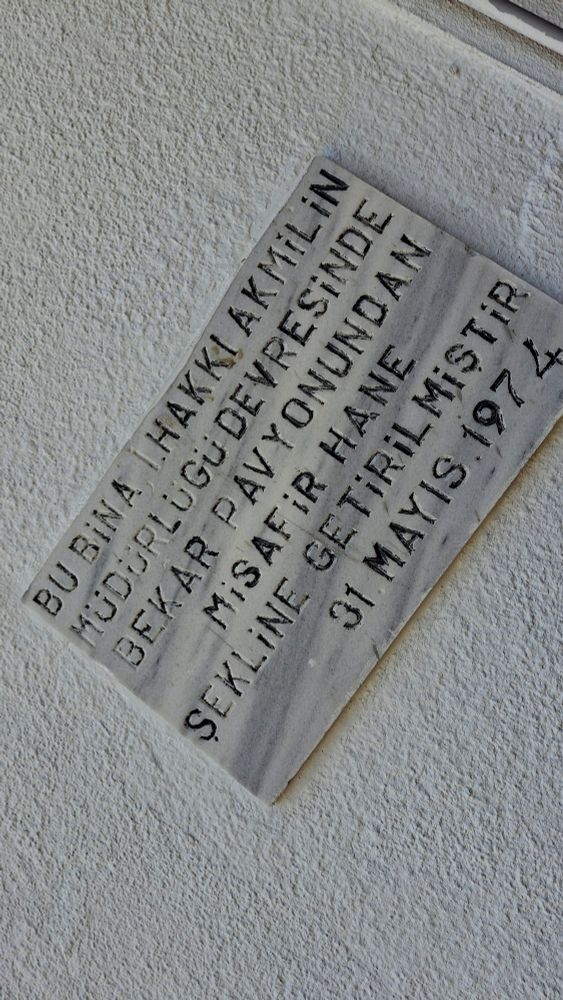 BU BİNA, İ.HAKKI AKMİLİN
MÜDÜRLÜĞÜ DEVRESİNDE
BEKAR PAVYONUNDAN
MİSAFİR HANE
ŞEKLİNE GETİRİLMİŞTİR
31 MAYIS.1974